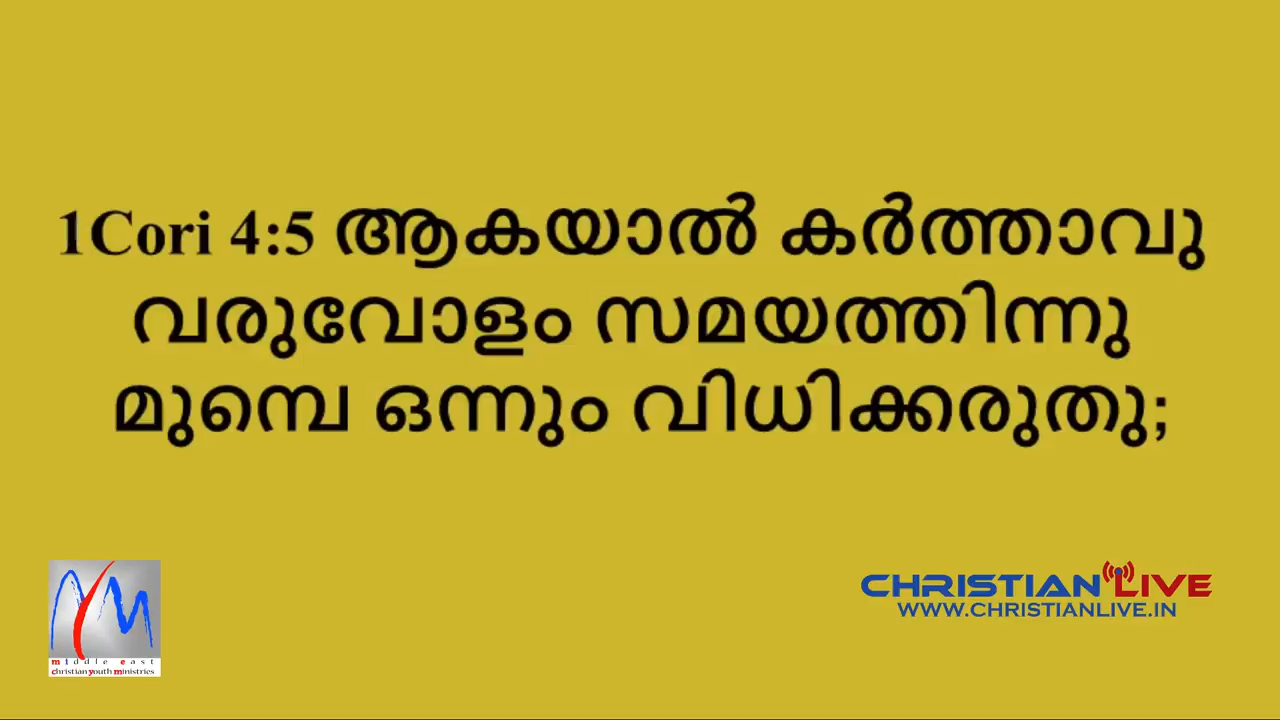 1Cori 4:5 ആകയാൽ കർത്താവു
വരുവോളം സമയത്തിന്നു
മുമ്പെ ഒന്നും വിധിക്കരുതു;
CHRISTIAN LIVE
WWW.CHRISTIANLIVE.IN
MYM
middle east
christian youth ministries